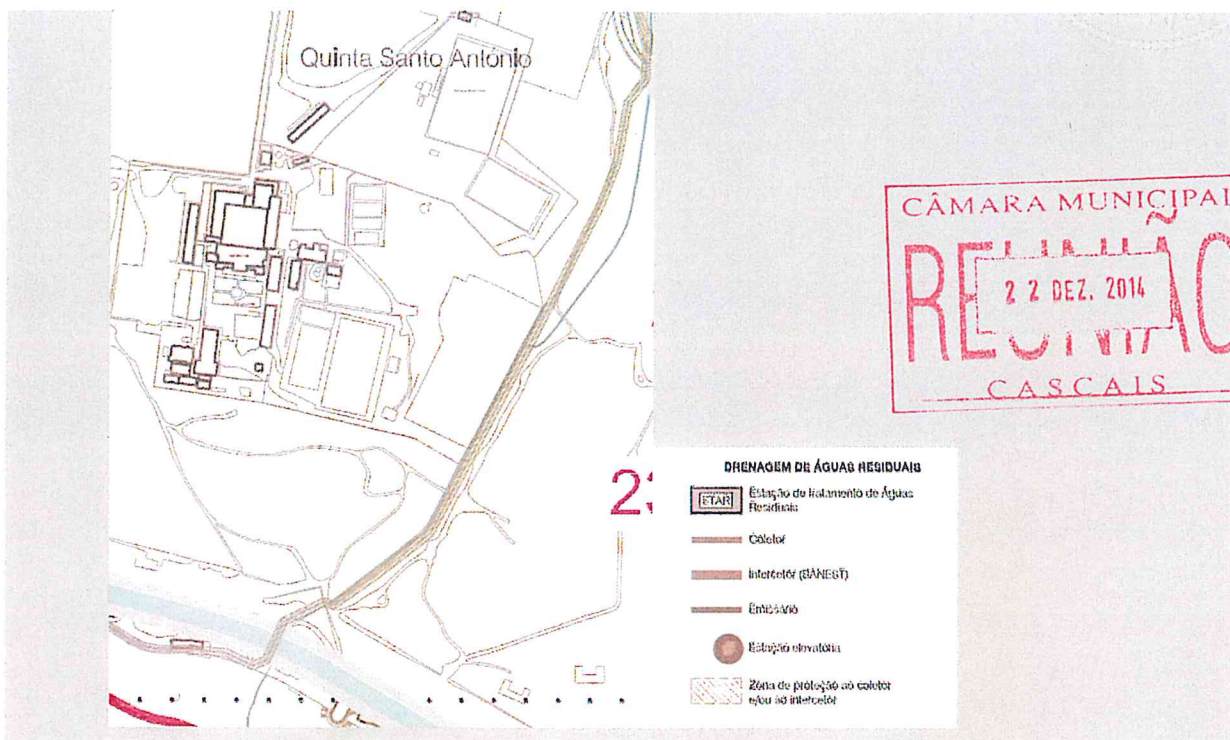 Quinta Santo António
CÂMARA MUNICIPAL
REUNIÃO
22 DEZ. 2014
CASCAIS
23
DRENAGEM DE ÁGUAS RESIDUAIS
ETAR
Estação de tratamento de Águas
Residuais
Coletor
Intercetor (SANEST)
Emissário
Estação elevatória
Zona de proteção ao coletor
e/ou ao intercetor